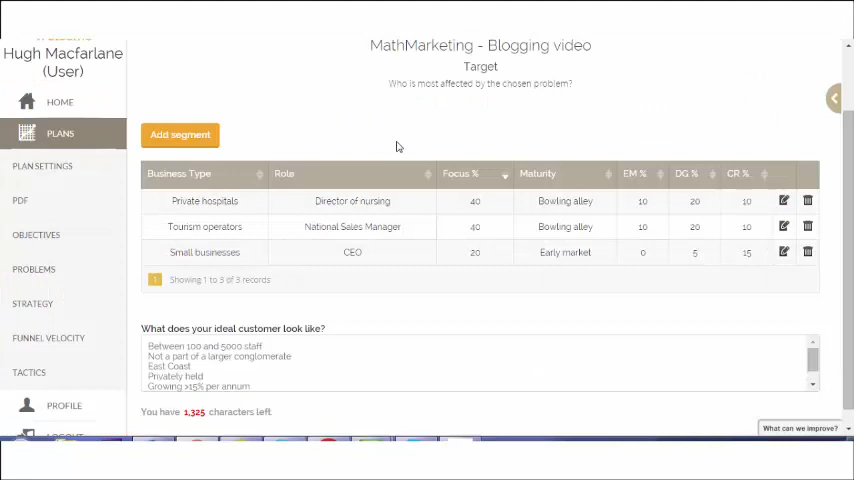 Hugh Macfarlane
(User)
HOME
PLANS
PLAN SETTINGS
PDF
OBJECTIVES
PROBLEMS
STRATEGY
FUNNEL VELOCITY
TACTICS
PROFILE
MathMarketing - Blogging video
Target
Who is most affected by the chosen problem?
Add segment
Business Type Role Focus % Maturity EM % DG % CR %
Private hospitals Director of nursing 40 Bowling alley 10 20 10
Tourism operators National Sales Manager 40 Bowling alley 10 20 10
Small businesses CEO 20 Early market 0 5 15
1 Showing 1 to 3 of 3 records
What does your ideal customer look like?
Between 100 and 5000 staff
Not a part of a larger conglomerate
East Coast
Privately held
Growing >15% per annum
You have 1,325 characters left.
What can we improve?